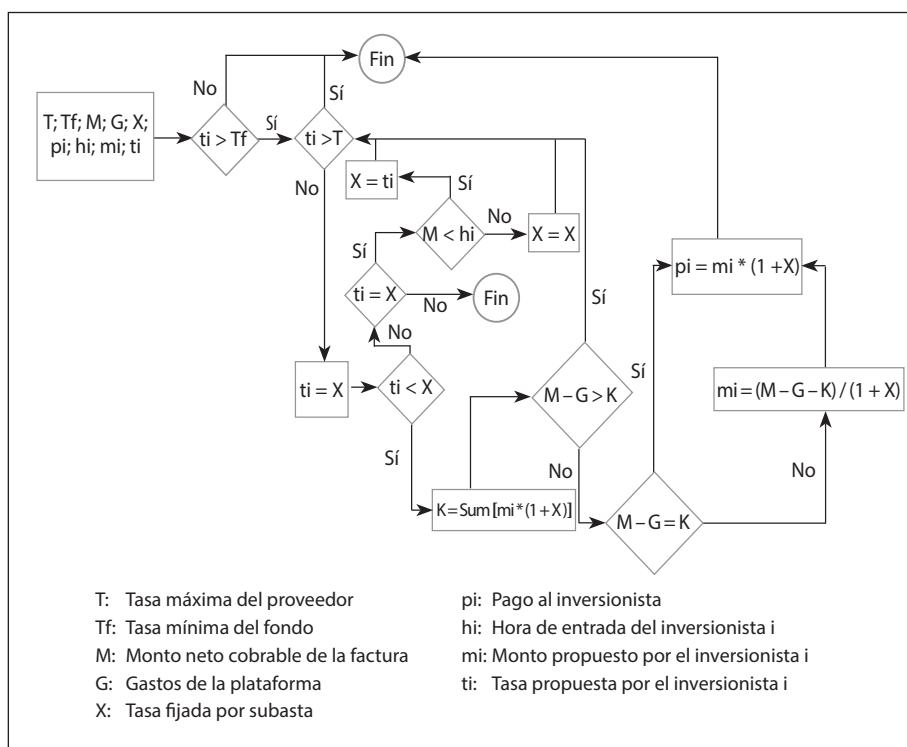 Fin
No
Sí
T; Tf; M; G; X;
pi; hi; mi; ti
ti > Tf
Sí
ti >T
No
X = ti
Sí
M < hi
No
X = X
Sí
ti = X
No
Fin
Sí
pi = mi * (1 +X)
No
ti = X
ti < X
M – G > K
Sí
mi = (M – G – K) / (1 + X)
Sí
No
No
K = Sum [mi * (1 + X)]
M – G = K
T: Tasa máxima del proveedor
Tf: Tasa mínima del fondo
M: Monto neto cobrable de la factura
G: Gastos de la plataforma
X: Tasa fijada por subasta
pi: Pago al inversionista
hi: Hora de entrada del inversionista i
mi: Monto propuesto por el inversionista i
ti: Tasa propuesta por el inversionista i